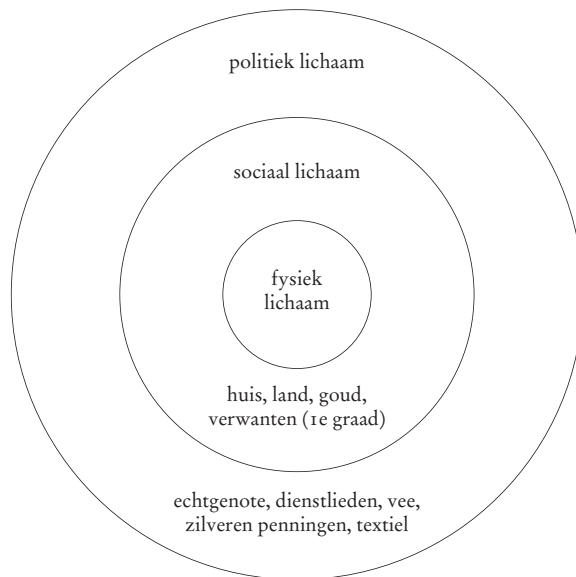 politiek lichaam
sociaal lichaam
fysiek
lichaam
huis, land, goud,
verwanten (1e graad)
echtgenote, dienstlieden, vee,
zilveren penningen, textiel